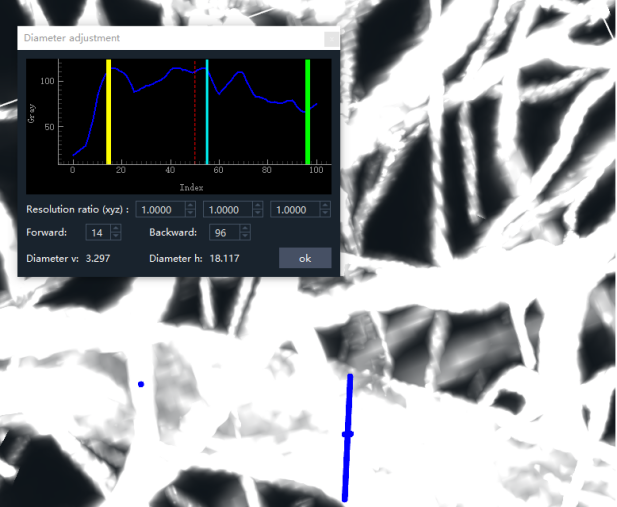 Diameter adjustment
100
50
Gray
0 20 40 60 80 100
Index
Resolution ratio (xyz) : 1.0000 1.0000 1.0000
Forward: 14 Backward: 96
Diameter v: 3.297 Diameter h: 18.117 ok